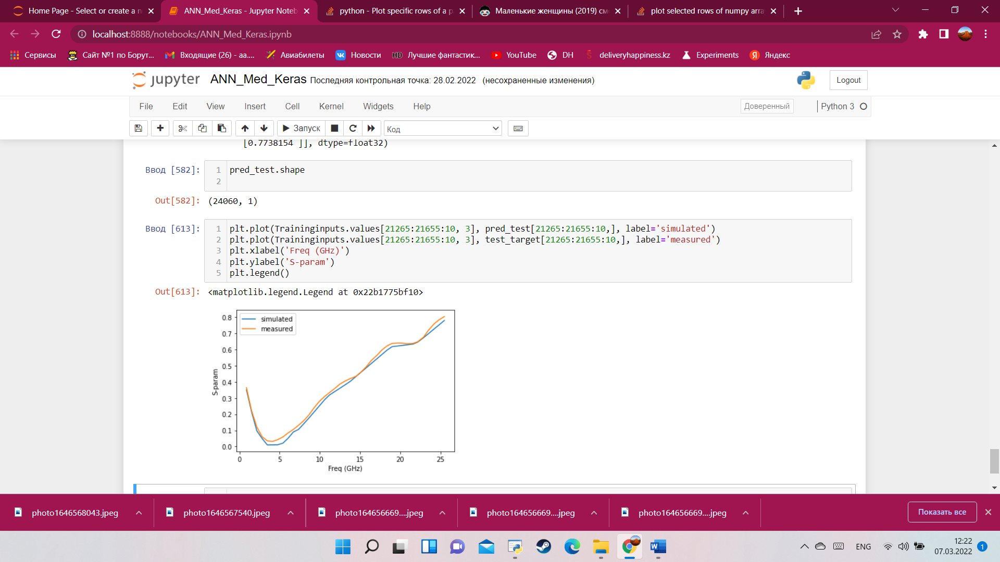 Home Page - Select or create a n
ANN_Med_Keras - Jupyter Noteb
python - Plot specific rows of a p
Маленькие женщины (2019) см
plot selected rows of numpy arra
localhost:8888/notebooks/ANN_Med_Keras.ipynb
Сервисы
Сайт №1 по Борут...
Входящие (26) - aa....
Авиабилеты
Новости
HD Лучшие фантастик...
YouTube
DH
deliveryhappiness.kz
Experiments
Яндекс
jupyter ANN_Med_Keras Последняя контрольная точка: 28.02.2022 (несохраненные изменения)
Logout
File Edit View Insert Cell Kernel Widgets Help
Доверенный
Python 3
Запуск
Код
[0.7738154 ]], dtype=float32)
Ввод [582]:
1 pred_test.shape
2
Out[582]: (24060, 1)
Ввод [613]:
1 plt.plot(Traininginputs.values[21265:21655:10, 3], pred_test[21265:21655:10,], label='simulated')
2 plt.plot(Traininginputs.values[21265:21655:10, 3], test_target[21265:21655:10,], label='measured')
3 plt.xlabel('Freq (GHz)')
4 plt.ylabel('S-param')
5 plt.legend()
Out[613]: <matplotlib.legend.Legend at 0x22b1775bf10>
simulated
measured
0.8
0.7
0.6
0.5
0.4
0.3
0.2
0.1
0.0
S-param
0 5 10 15 20 25
Freq (GHz)
photo1646568043.jpeg
photo1646567540.jpeg
photo164656669....jpeg
photo164656669....jpeg
photo164656669....jpeg
Показать все
ENG
12:22
07.03.2022
1